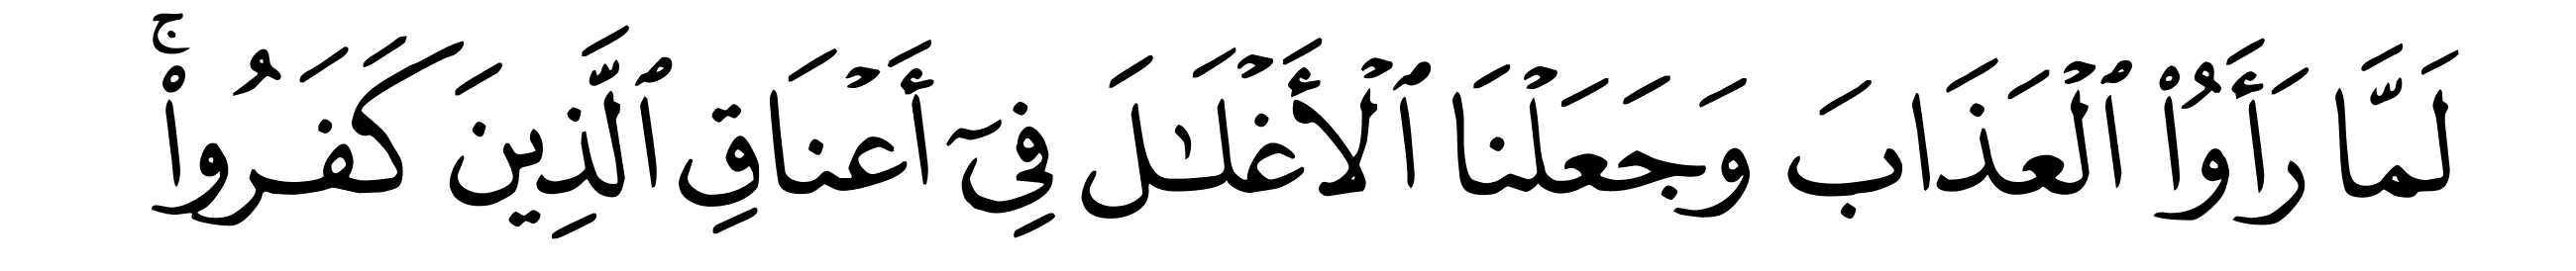 لَمَّا رَأَوُا۟ ٱلْعَذَابَ وَجَعَلْنَا ٱلْأَغْلَـٰلَ فِىٓ أَعْنَاقِ ٱلَّذِينَ كَفَرُوا۟ ۚ